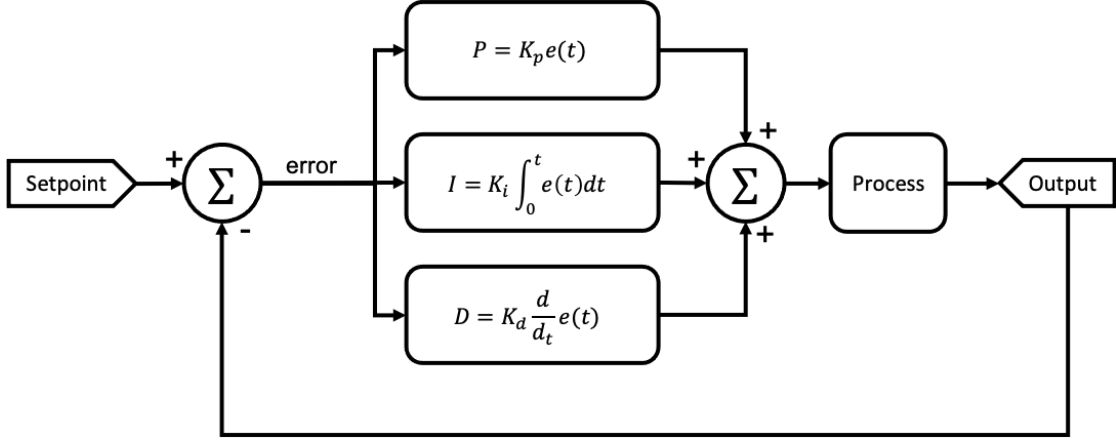 P = K_p e(t)
+
+
error
+
Setpoint
Σ
I = K_i ∫_0^t e(t)dt
Σ
Process
Output
-
+
D = K_d d/d_t e(t)